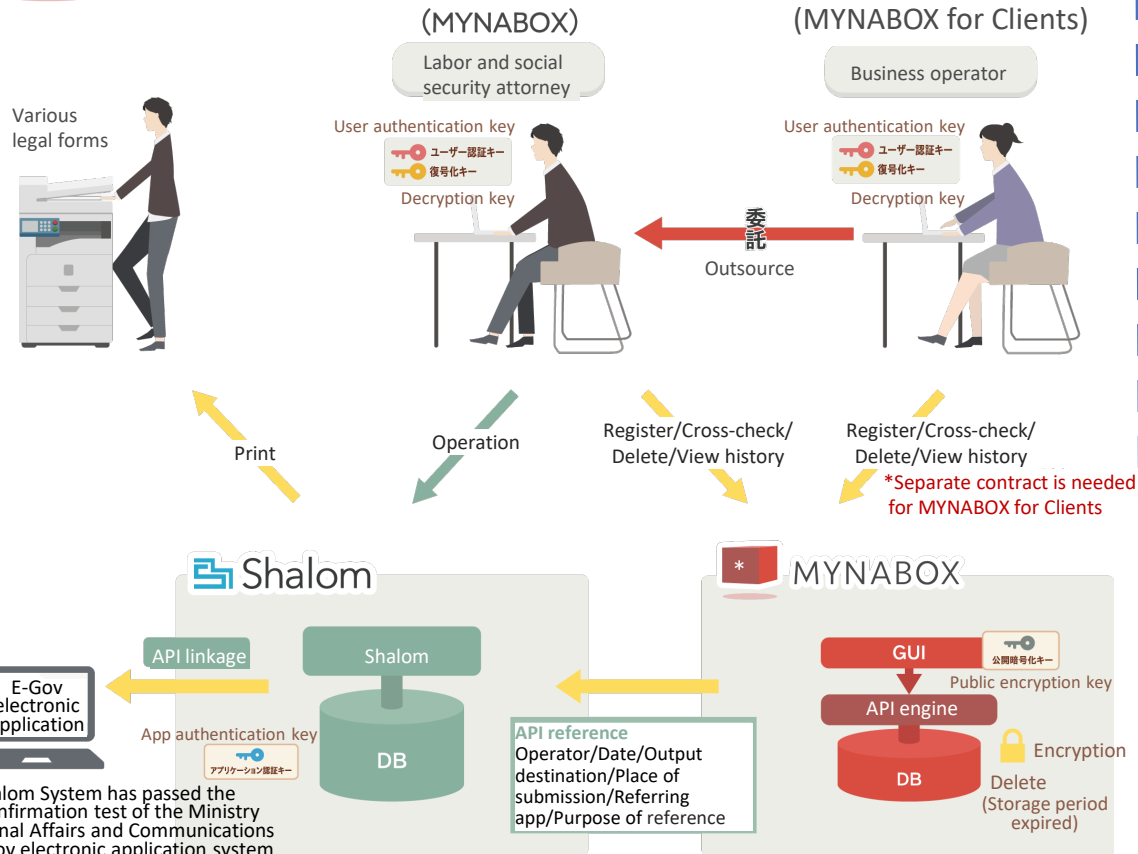 (MYNABOX)
(MYNABOX for Clients)
Labor and social
security attorney
Business operator
Various
legal forms
User authentication key
ユーザー認証キー
復号化キー
Decryption key
User authentication key
ユーザー認証キー
復号化キー
Decryption key
委託
Outsource
Print
Operation
Register/Cross-check/
Delete/View history
Register/Cross-check/
Delete/View history
*Separate contract is needed
for MYNABOX for Clients
Shalom
* MYNABOX
API linkage
Shalom
DB
E-Gov
electronic
application
App authentication key
アプリケーション認証キー
API reference
Operator/Date/Output
destination/Place of
submission/Referring
app/Purpose of reference
GUI
公開暗号化キー
Public encryption key
API engine
DB
Encryption
Delete
(Storage period
expired)
alom System has passed the
nfirmation test of the Ministry
nal Affairs and Communications
ov electronic application system